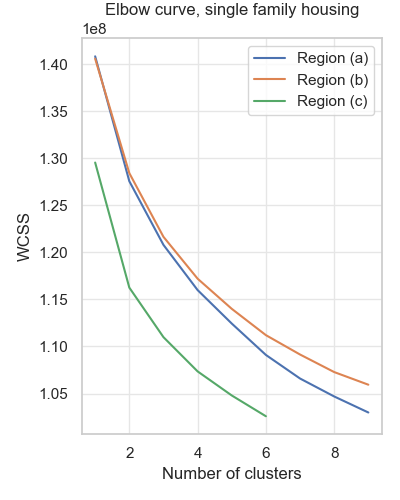 Elbow curve, single family housing
1e8
Region (a)
Region (b)
Region (c)
1.40
1.35
1.30
1.25
1.20
1.15
1.10
1.05
WCSS
2 4 6 8
Number of clusters